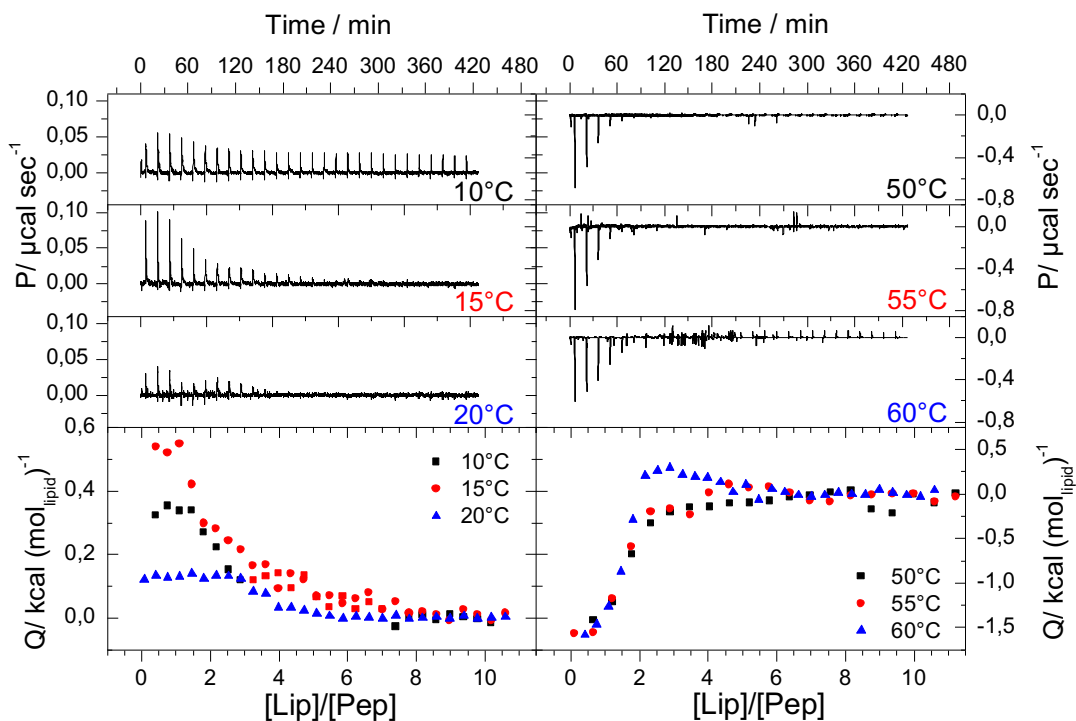 Time / min
Time / min
0 60 120 180 240 300 360 420 480
0 60 120 180 240 300 360 420 480
P/ µcal sec⁻¹
0,10
0,05
0,00
10°C
0,10
0,05
0,00
15°C
0,10
0,05
0,00
20°C
0,0
-0,4
-0,8
50°C
0,0
-0,4
-0,8
55°C
0,0
-0,4
-0,8
60°C
P/ µcal sec⁻¹
Q/ kcal (mol_lipid)⁻¹
0,6
0,4
0,2
0,0
10°C
15°C
20°C
0 2 4 6 8 10
[Lip]/[Pep]
0,5
0,0
-0,5
-1,0
-1,5
50°C
55°C
60°C
0 2 4 6 8 10
[Lip]/[Pep]
Q/ kcal (mol_lipid)⁻¹